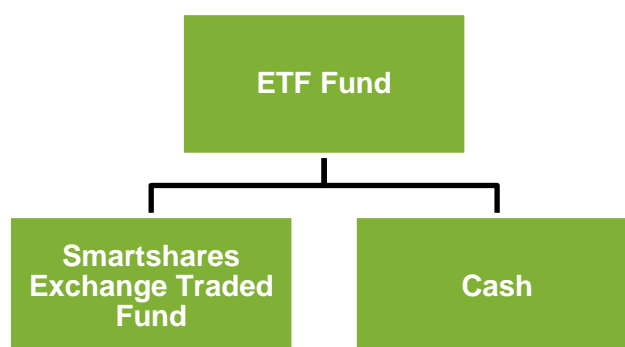 ETF Fund
Smartshares
Exchange Traded
Fund
Cash